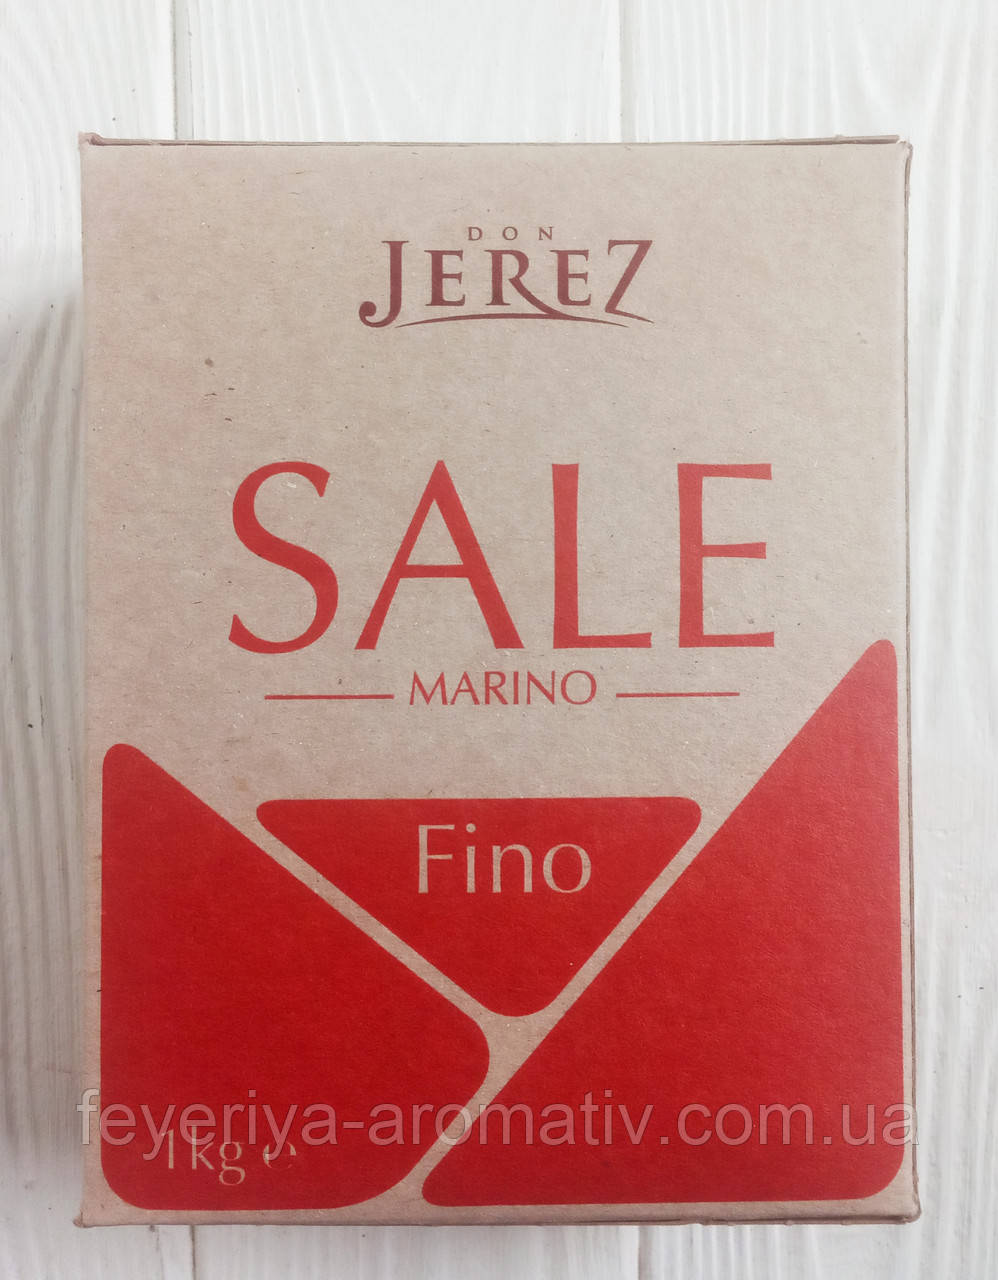 DON
JEREZ
SALE
MARINO
Fino
feyeriya-aromativ.com.ua
1kg e